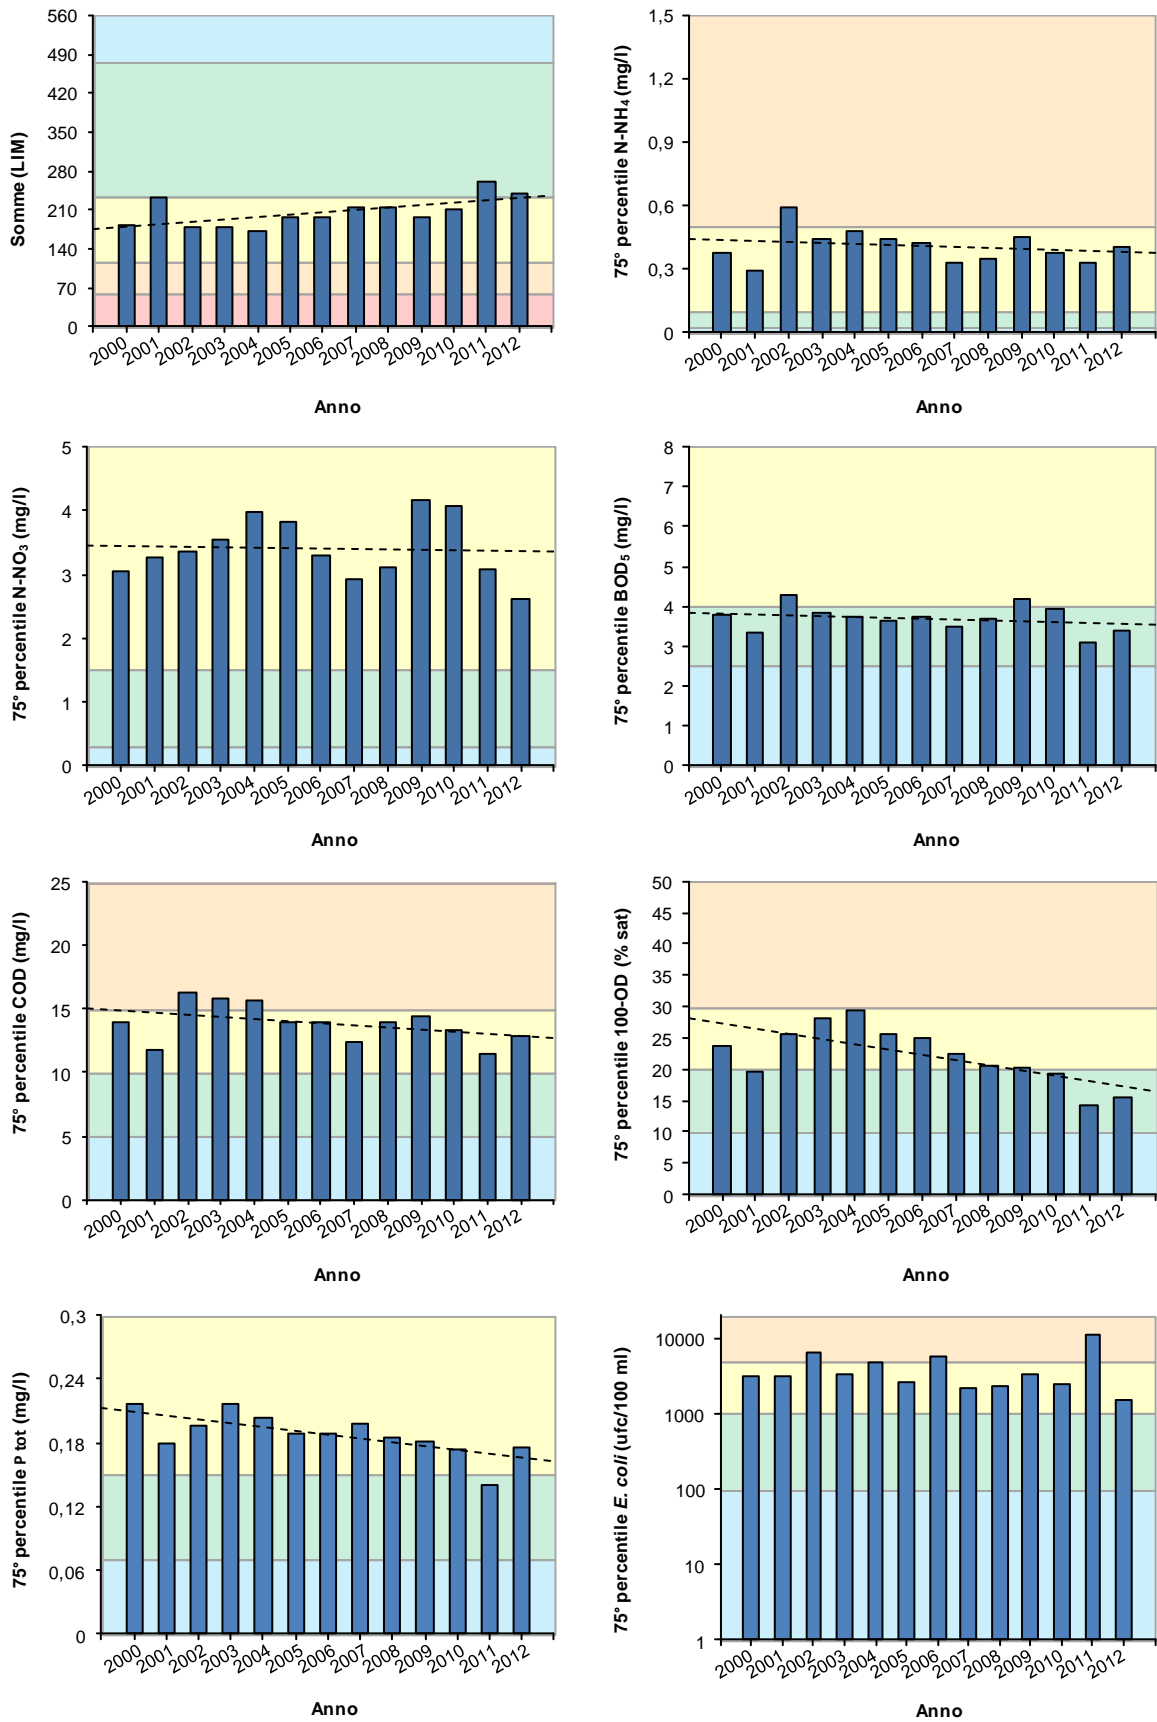 Somme (LIM)
560
490
420
350
280
210
140
70
0
2000 2001 2002 2003 2004 2005 2006 2007 2008 2009 2010 2011 2012
Anno
75° percentile N-NH₄ (mg/l)
1,5
1,2
0,9
0,6
0,3
0
2000 2001 2002 2003 2004 2005 2006 2007 2008 2009 2010 2011 2012
Anno
75° percentile N-NO₃ (mg/l)
5
4
3
2
1
0
2000 2001 2002 2003 2004 2005 2006 2007 2008 2009 2010 2011 2012
Anno
75° percentile BOD₅ (mg/l)
8
7
6
5
4
3
2
1
0
2000 2001 2002 2003 2004 2005 2006 2007 2008 2009 2010 2011 2012
Anno
75° percentile COD (mg/l)
25
20
15
10
5
0
2000 2001 2002 2003 2004 2005 2006 2007 2008 2009 2010 2011 2012
Anno
75° percentile 100-OD (% sat)
50
45
40
35
30
25
20
15
10
5
0
2000 2001 2002 2003 2004 2005 2006 2007 2008 2009 2010 2011 2012
Anno
75° percentile P tot (mg/l)
0,3
0,24
0,18
0,12
0,06
0
2000 2001 2002 2003 2004 2005 2006 2007 2008 2009 2010 2011 2012
Anno
75° percentile E. coli (ufc/100 ml)
10000
1000
100
10
1
2000 2001 2002 2003 2004 2005 2006 2007 2008 2009 2010 2011 2012
Anno